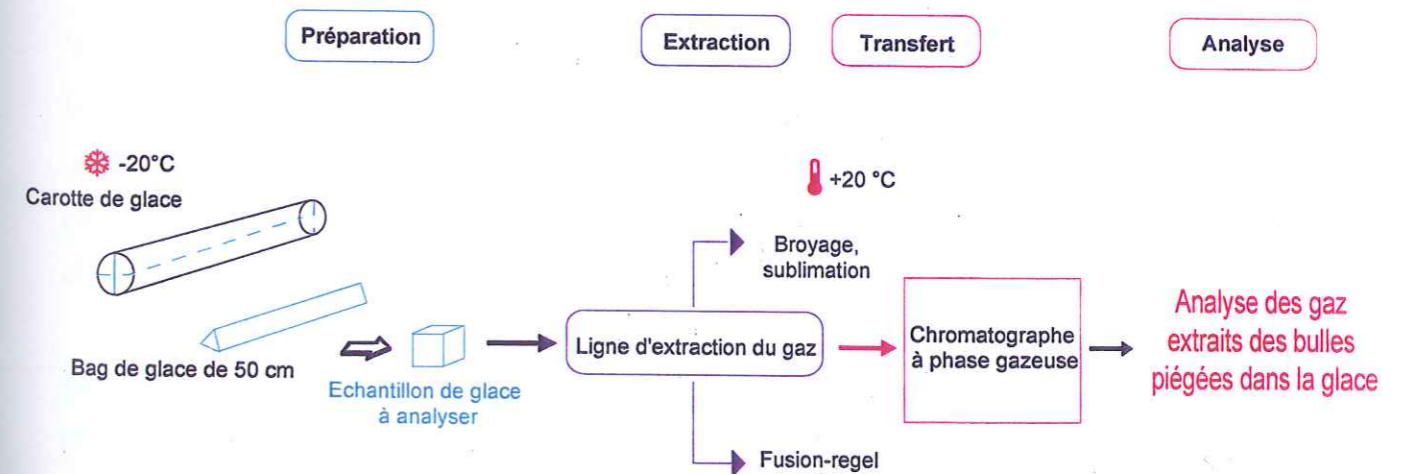 Préparation
Extraction
Transfert
Analyse
-20°C
Carotte de glace
+20 °C
Broyage,
sublimation
Bag de glace de 50 cm
Echantillon de glace
à analyser
Ligne d'extraction du gaz
Chromatographe
à phase gazeuse
Analyse des gaz
extraits des bulles
piégées dans la glace
Fusion-regel